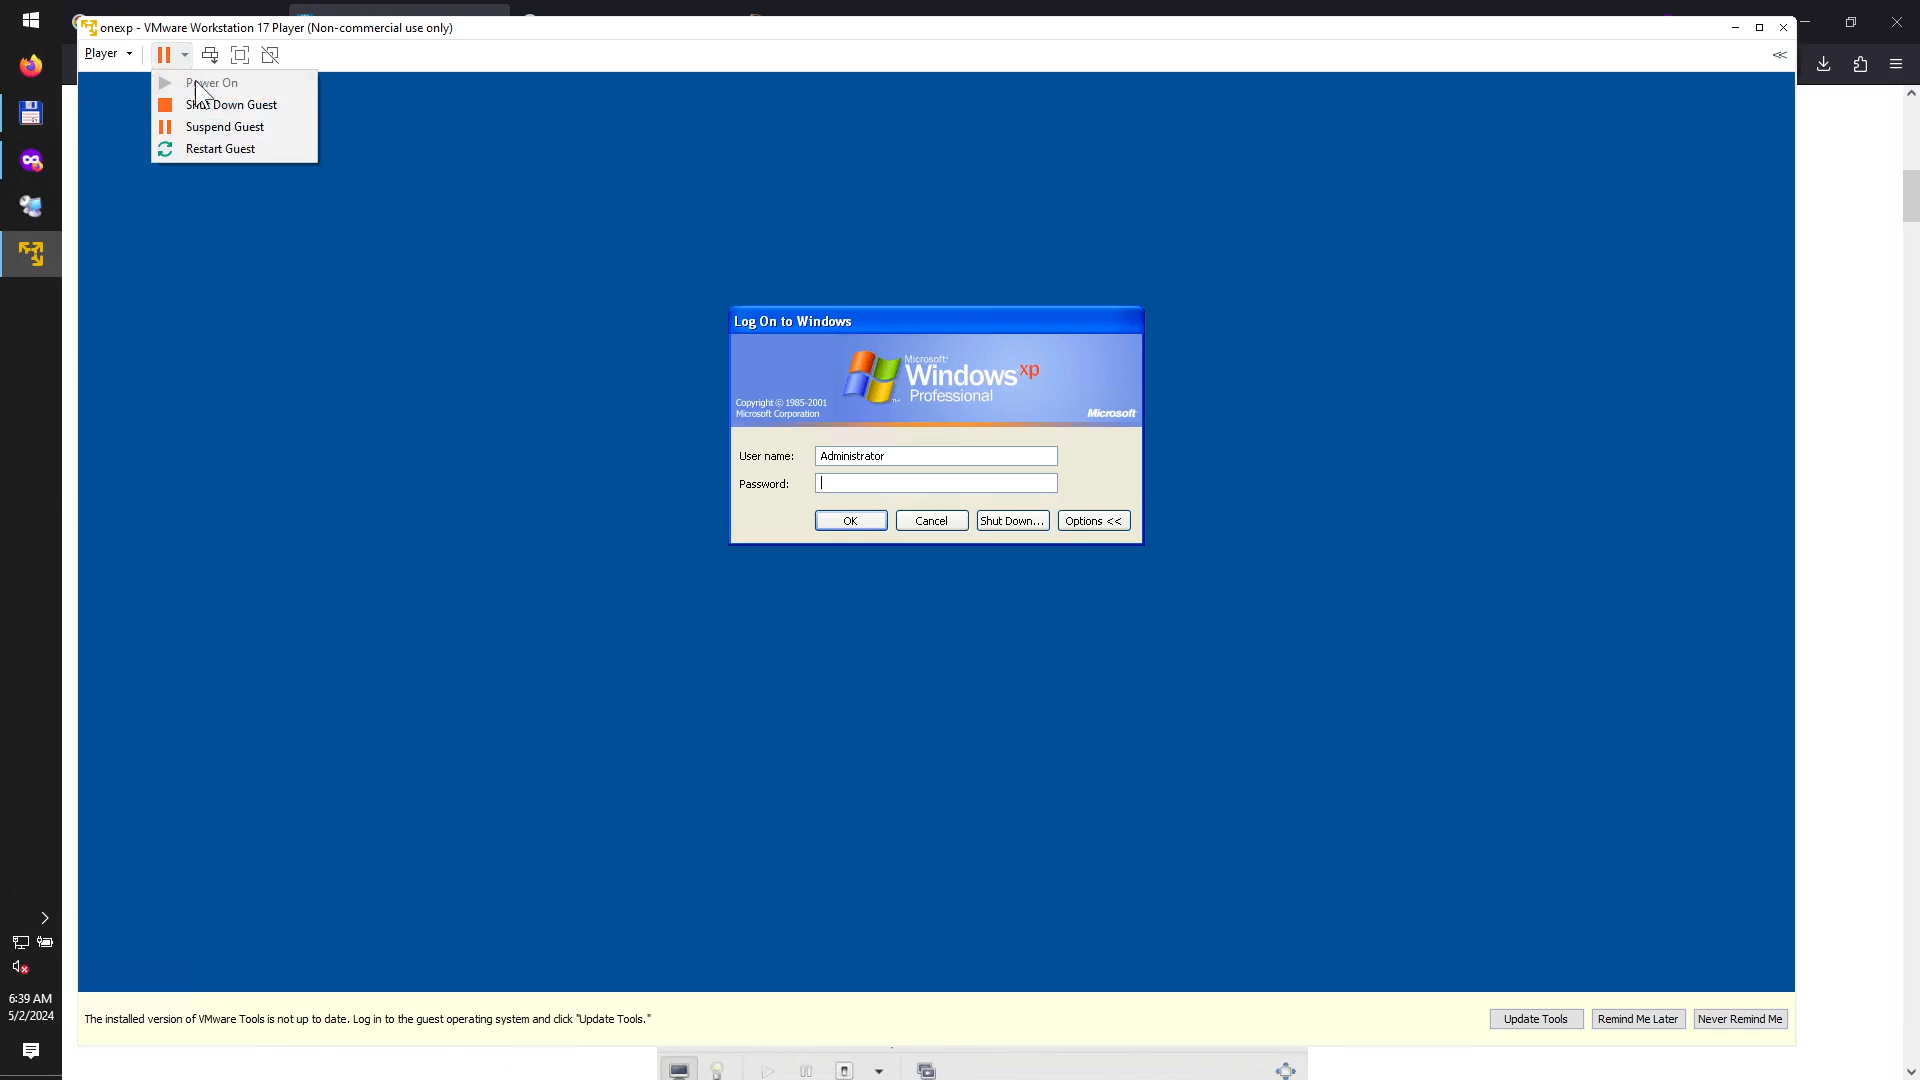 onexp - VMware Workstation 17 Player (Non-commercial use only)
Player
Power On
Shut Down Guest
Suspend Guest
Restart Guest
Log On to Windows
Microsoft
Windows xp
Professional
Copyright © 1985-2001
Microsoft Corporation
Microsoft
User name:
Administrator
Password:
OK
Cancel
Shut Down...
Options <<
6:39 AM
5/2/2024
The installed version of VMware Tools is not up to date. Log in to the guest operating system and click "Update Tools."
Update Tools
Remind Me Later
Never Remind Me